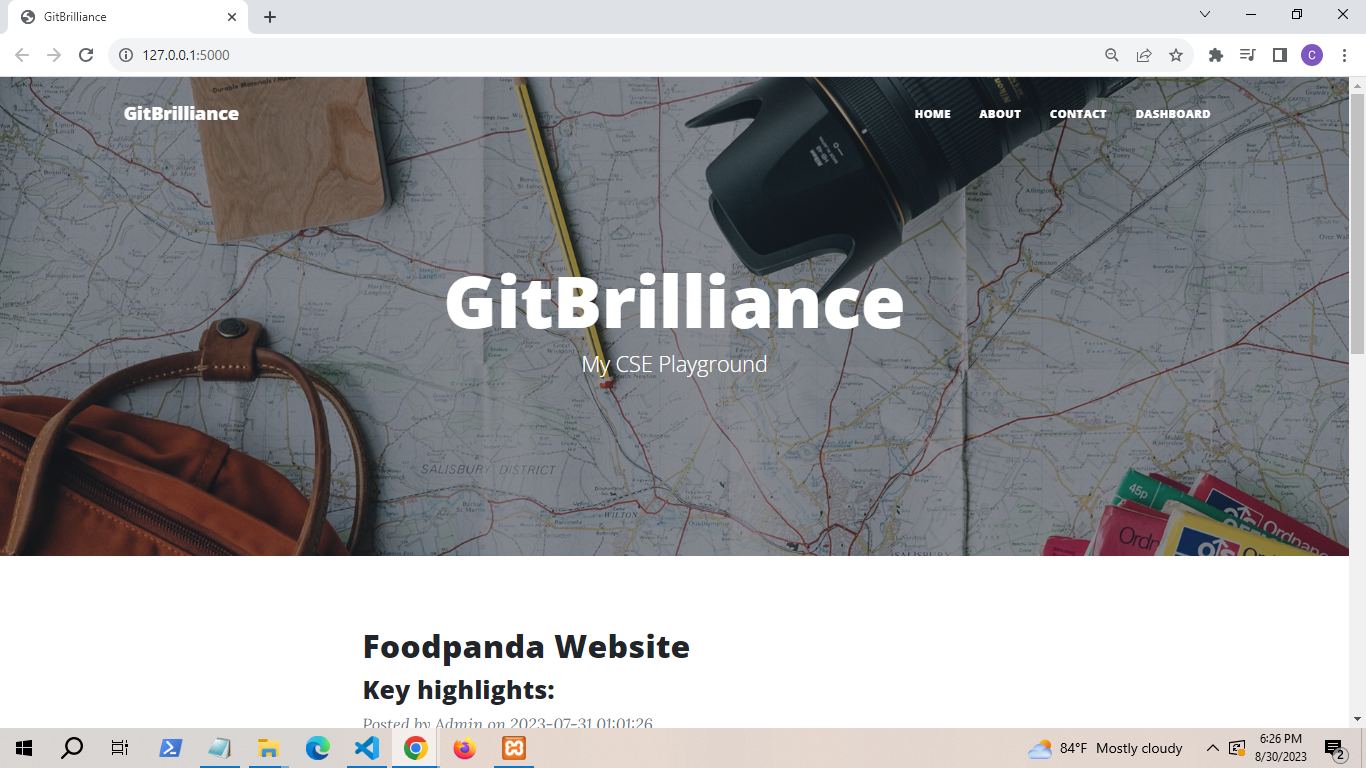 GitBrilliance
127.0.0.1:5000
C
GitBrilliance
HOME ABOUT CONTACT DASHBOARD
GitBrilliance
My CSE Playground
SALISBURY DISTRICT
WILTON
SALISBURY
45p
Ordnance
Foodpanda Website
Key highlights:
Posted by Admin on 2023-07-31 01:01:26
84°F Mostly cloudy
6:26 PM
8/30/2023
2